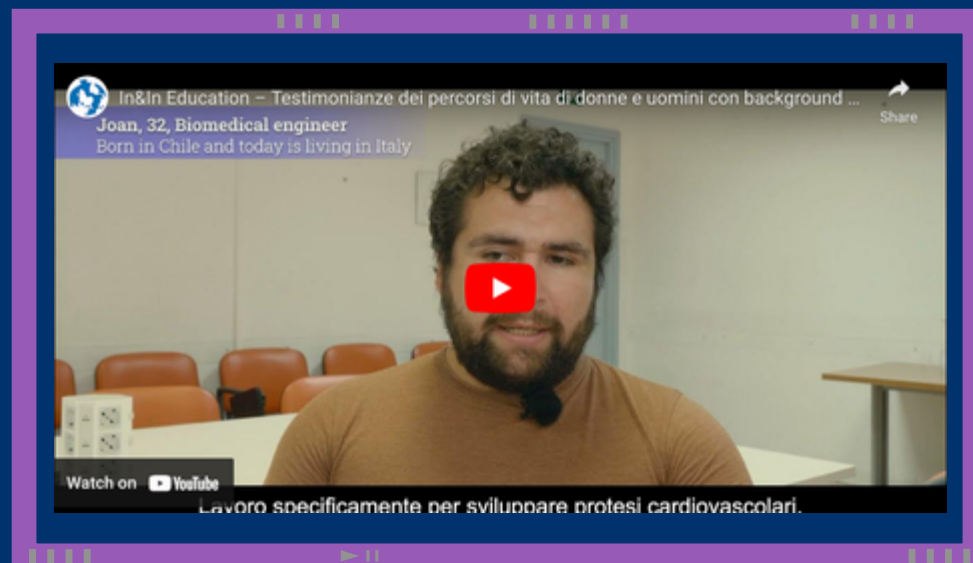 In&In Education – Testimonianze dei percorsi di vita di donne e uomini con background ...
Share
Joan, 32, Biomedical engineer
Born in Chile and today is living in Italy
Watch on YouTube
Lavoro specificamente per sviluppare protesi cardiovascolari.